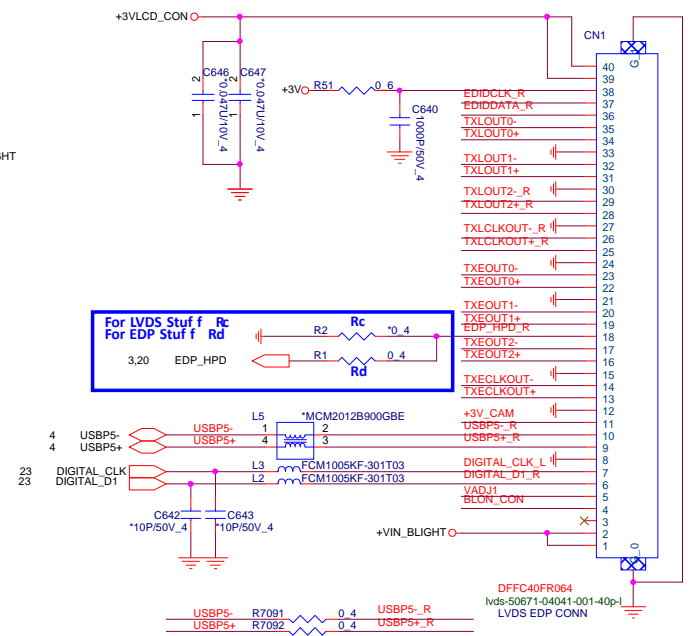 +3VLCD_CON
CN1
G_1
C646
C647
2
2
*0.047U/10V_4
*0.047U/10V_4
1
1
+3V
R51
0_6
C640
1000P/50V_4
HT
40
39
38
EDIDCLK_R
37
EDIDDATA_R
36
TXLOUT0-
35
TXLOUT0+
34
33
TXLOUT1-
32
TXLOUT1+
31
30
TXLOUT2-_R
29
TXLOUT2+_R
28
27
TXLCLKOUT-_R
26
TXLCLKOUT+_R
25
24
TXEOUT0-
23
TXEOUT0+
22
21
TXEOUT1-
20
TXEOUT1+
19
EDP_HPD_R
18
TXEOUT2-
17
TXEOUT2+
16
15
TXECLKOUT-
14
TXECLKOUT+
13
12
+3V_CAM
11
USBP5-_R
10
USBP5+_R
9
8
DIGITAL_CLK_L
7
DIGITAL_D1_R
6
VADJ1
5
BLON_CON
4
3
2
1
G_0
For LVDS Stuff Rc
For EDP Stuff Rd
R2
Rc
*0_4
3,20 EDP_HPD
R1
0_4
Rd
L5
*MCM2012B900GBE
4 USBP5-
USBP5-
1
2
4 USBP5+
USBP5+
4
3
23 DIGITAL_CLK
L3
FCM1005KF-301T03
23 DIGITAL_D1
L2
FCM1005KF-301T03
C642
C643
*10P/50V_4
*10P/50V_4
+VIN_BLIGHT
DFFC40FR064
lvds-50671-04041-001-40p-l
LVDS EDP CONN
USBP5-
R7091
0_4
USBP5-_R
USBP5+
R7092
0_4
USBP5+_R